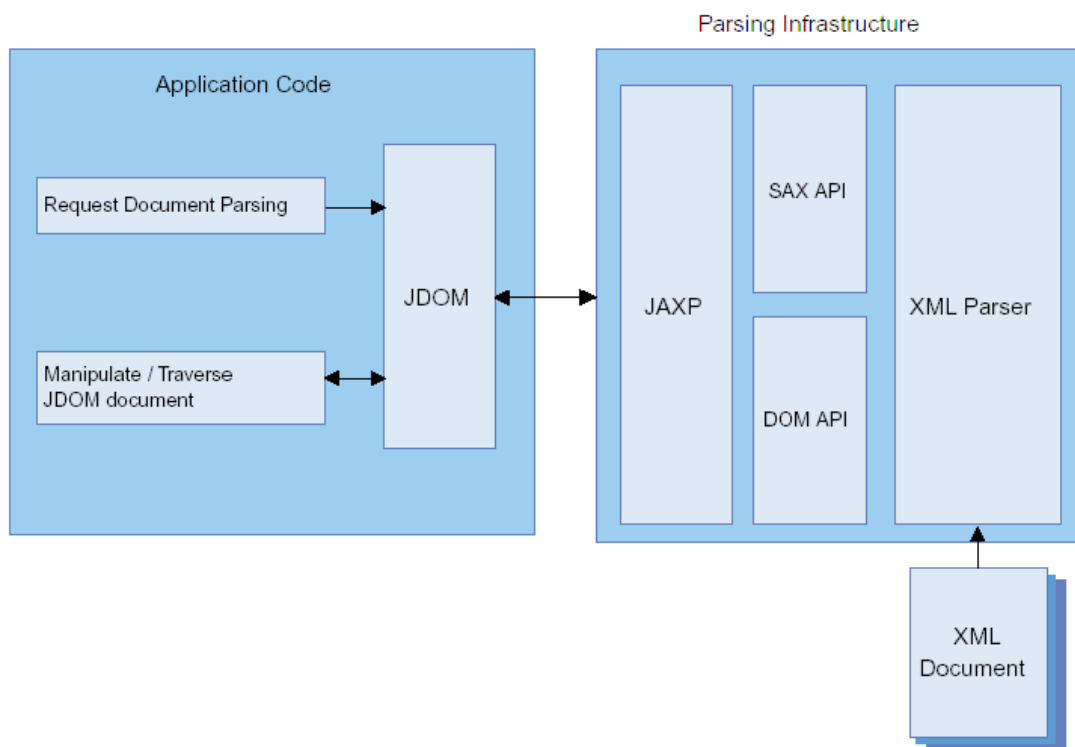 Parsing Infrastructure
Application Code
Request Document Parsing
Manipulate / Traverse
JDOM document
JDOM
JAXP
SAX API
DOM API
XML Parser
XML
Document